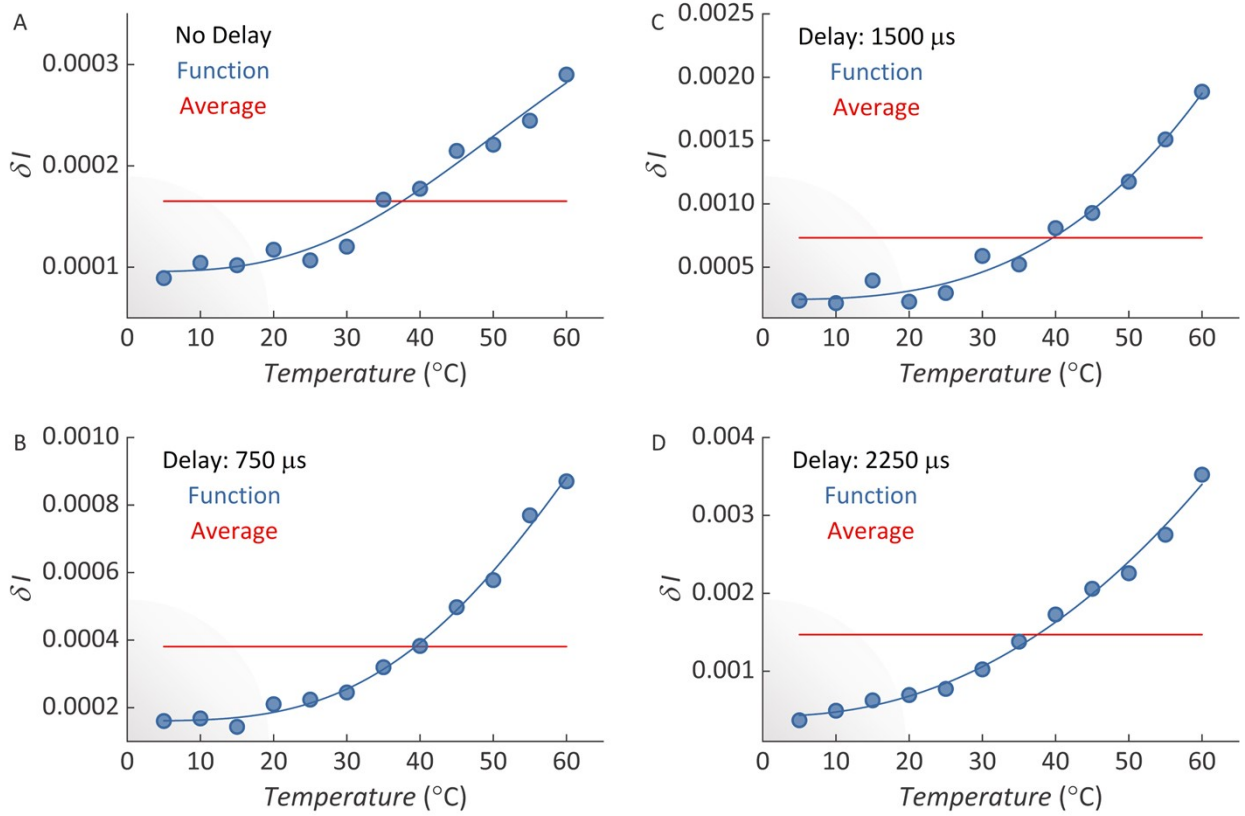 A
No Delay
Function
Average
0.0003
0.0002
0.0001
δI
0 10 20 30 40 50 60
Temperature (°C)
C
Delay: 1500 μs
Function
Average
0.0025
0.0020
0.0015
0.0010
0.0005
δI
0 10 20 30 40 50 60
Temperature (°C)
B
Delay: 750 μs
Function
Average
0.0010
0.0008
0.0006
0.0004
0.0002
δI
0 10 20 30 40 50 60
Temperature (°C)
D
Delay: 2250 μs
Function
Average
0.004
0.003
0.002
0.001
δI
0 10 20 30 40 50 60
Temperature (°C)